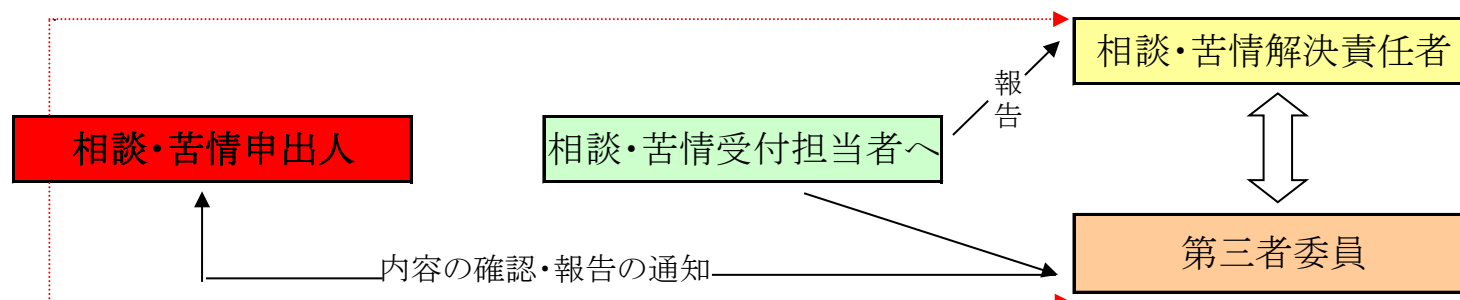 相談・苦情解決責任者
報告
相談・苦情申出人
相談・苦情受付担当者へ
第三者委員
内容の確認・報告の通知